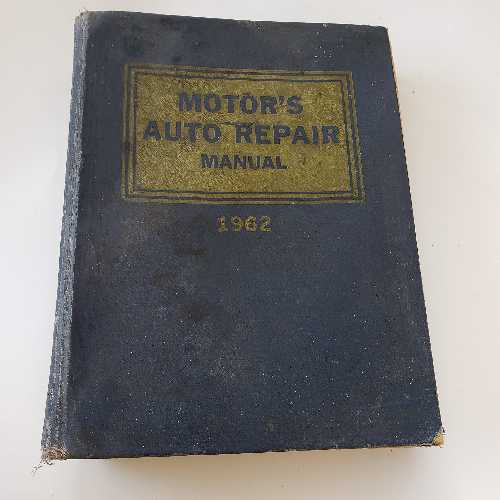 MOTOR'S
AUTO REPAIR
MANUAL
1962